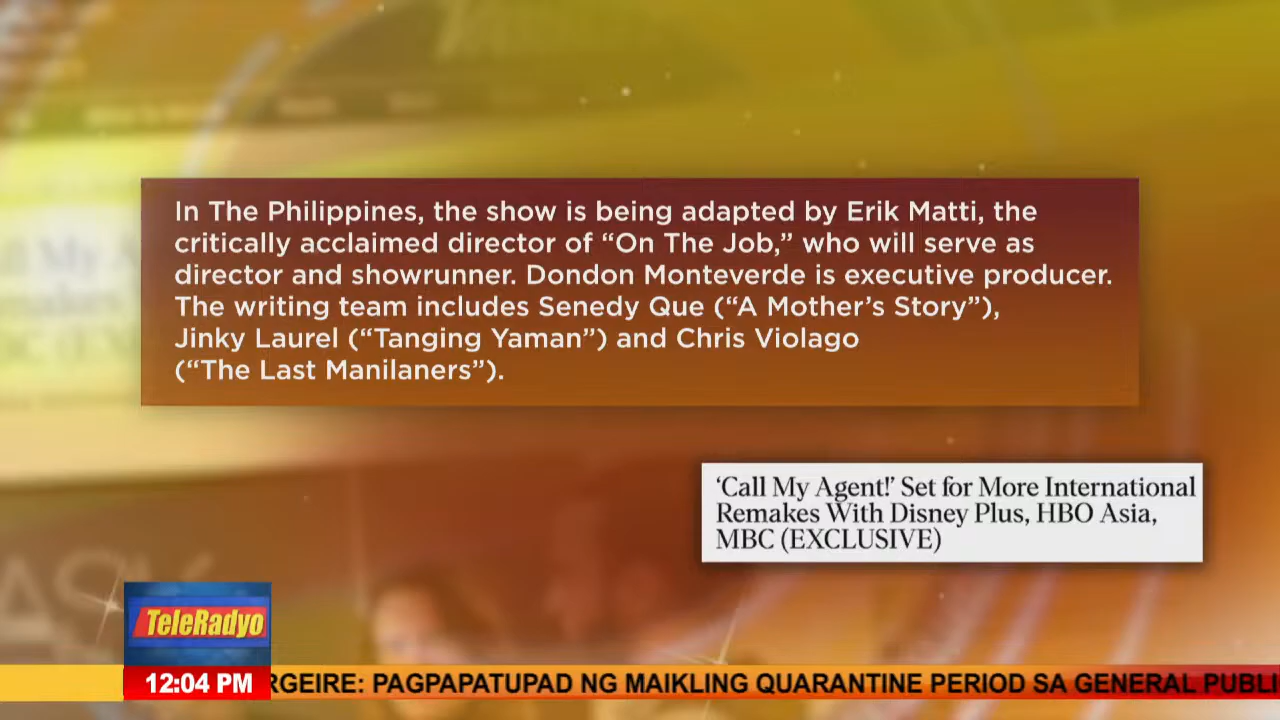 In The Philippines, the show is being adapted by Erik Matti, the
critically acclaimed director of “On The Job,” who will serve as
director and showrunner. Dondon Monteverde is executive producer.
The writing team includes Senedy Que (“A Mother’s Story”),
Jinky Laurel (“Tanging Yaman”) and Chris Violago
(“The Last Manilaners”).
‘Call My Agent!’ Set for More International
Remakes With Disney Plus, HBO Asia,
MBC (EXCLUSIVE)
TeleRadyo
12:04 PM RGEIRE: PAGPAPATUPAD NG MAIKLING QUARANTINE PERIOD SA GENERAL PUBLI